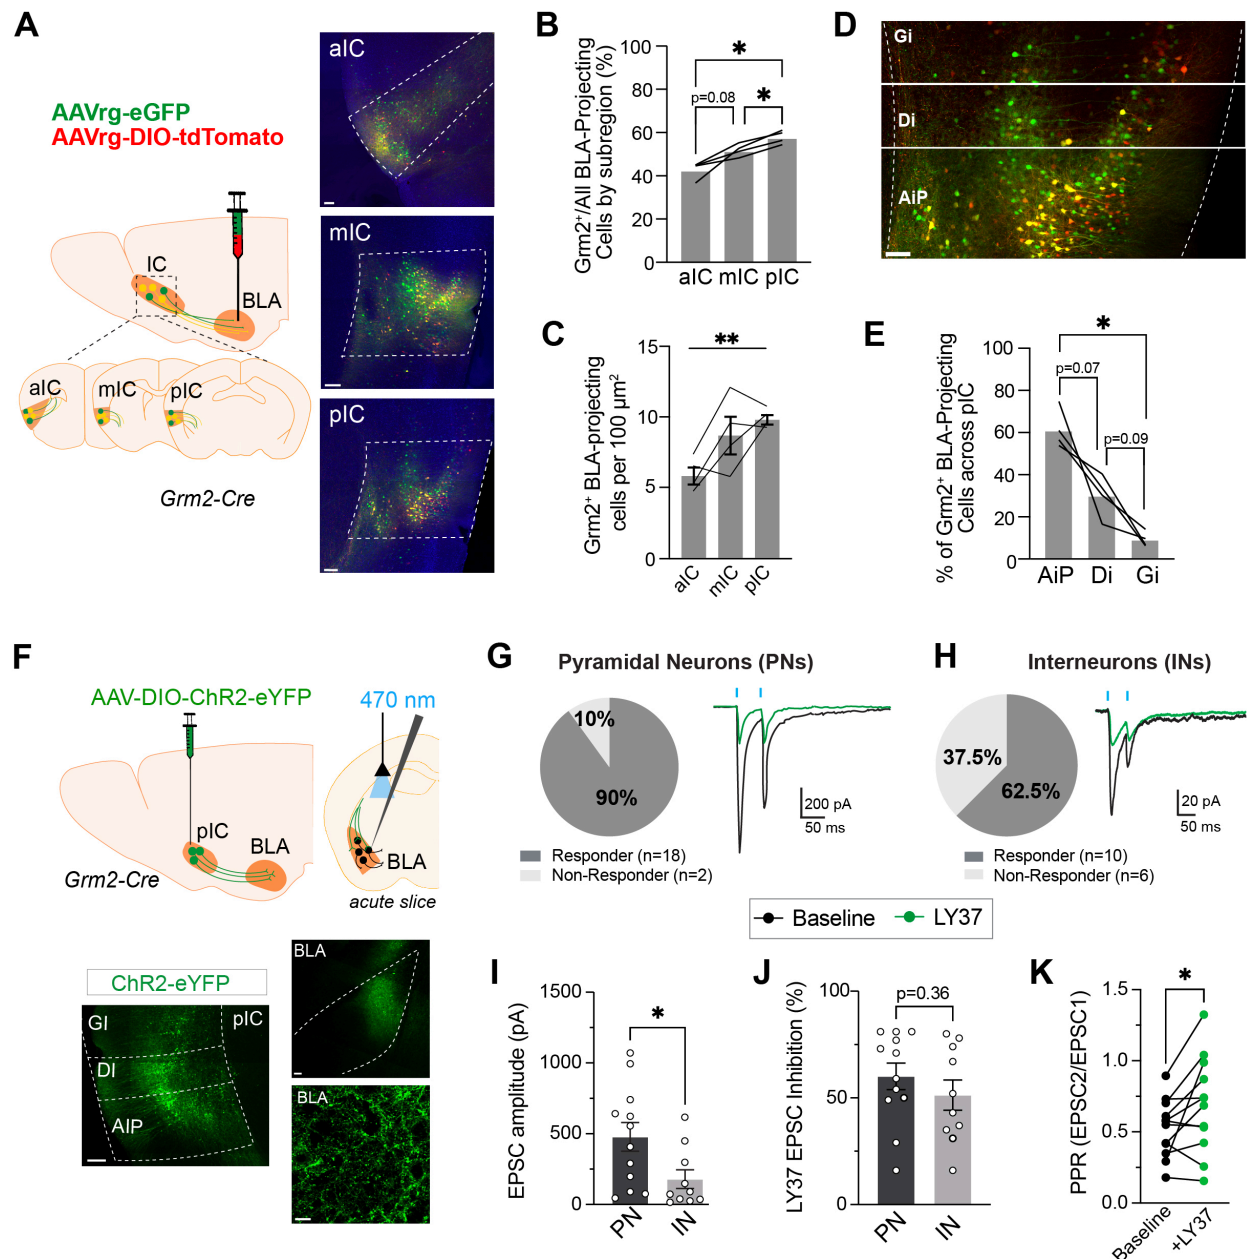 A
AAVrg-eGFP
AAVrg-DIO-tdTomato
IC
BLA
aIC
mIC
pIC
Grm2-Cre
aIC
mIC
pIC
B
Grm2+/All BLA-Projecting
Cells by subregion (%)
100
80
60
40
20
0
*
p=0.08
*
aIC mIC pIC
C
Grm2+ BLA-projecting
cells per 100 µm²
15
10
5
0
**
aIC
mIC
pIC
D
Gi
Di
AiP
E
% of Grm2+ BLA-Projecting
Cells across pIC
100
80
60
40
20
0
*
p=0.07
p=0.09
AiP Di Gi
F
AAV-DIO-ChR2-eYFP
470 nm
pIC
BLA
Grm2-Cre
BLA
acute slice
ChR2-eYFP
GI
pIC
DI
AIP
BLA
BLA
G
Pyramidal Neurons (PNs)
10%
90%
200 pA
50 ms
Responder (n=18)
Non-Responder (n=2)
H
Interneurons (INs)
37.5%
62.5%
20 pA
50 ms
Responder (n=10)
Non-Responder (n=6)
Baseline LY37
I
EPSC amplitude (pA)
1500
1000
500
0
*
PN
IN
J
LY37 EPSC Inhibition (%)
100
50
0
p=0.36
PN
IN
K
PPR (EPSC2/EPSC1)
1.5
1.0
0.5
0.0
*
Baseline
+LY37